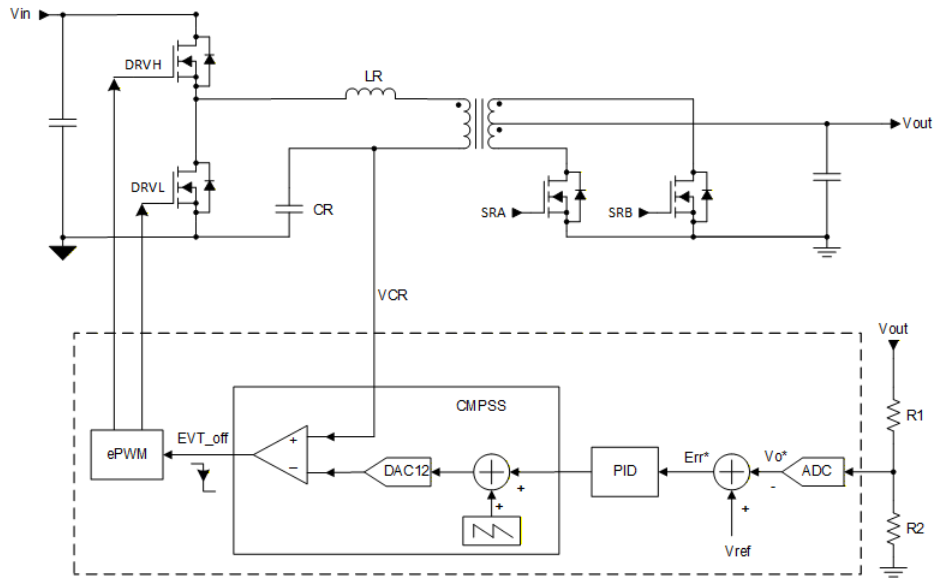 Vin
DRVH
LR
Vout
DRVL
CR
SRA
SRB
VCR
Vout
CMPSS
R1
EVT_off
ePWM
+
−
DAC12
+
+
PID
Err*
Vo*
-
+
ADC
Vref
R2